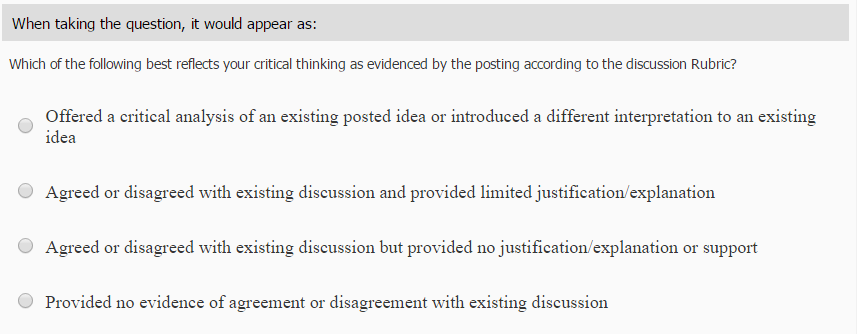 When taking the question, it would appear as:
Which of the following best reflects your critical thinking as evidenced by the posting according to the discussion Rubric?
Offered a critical analysis of an existing posted idea or introduced a different interpretation to an existing
idea
Agreed or disagreed with existing discussion and provided limited justification/explanation
Agreed or disagreed with existing discussion but provided no justification/explanation or support
Provided no evidence of agreement or disagreement with existing discussion